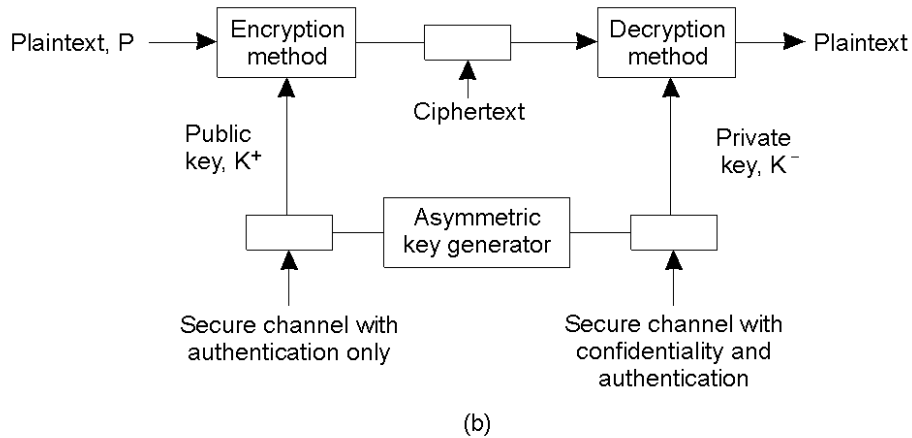 Plaintext, P
Encryption
method
Ciphertext
Decryption
method
Plaintext
Public
key, K+
Private
key, K−
Asymmetric
key generator
Secure channel with
authentication only
Secure channel with
confidentiality and
authentication
(b)